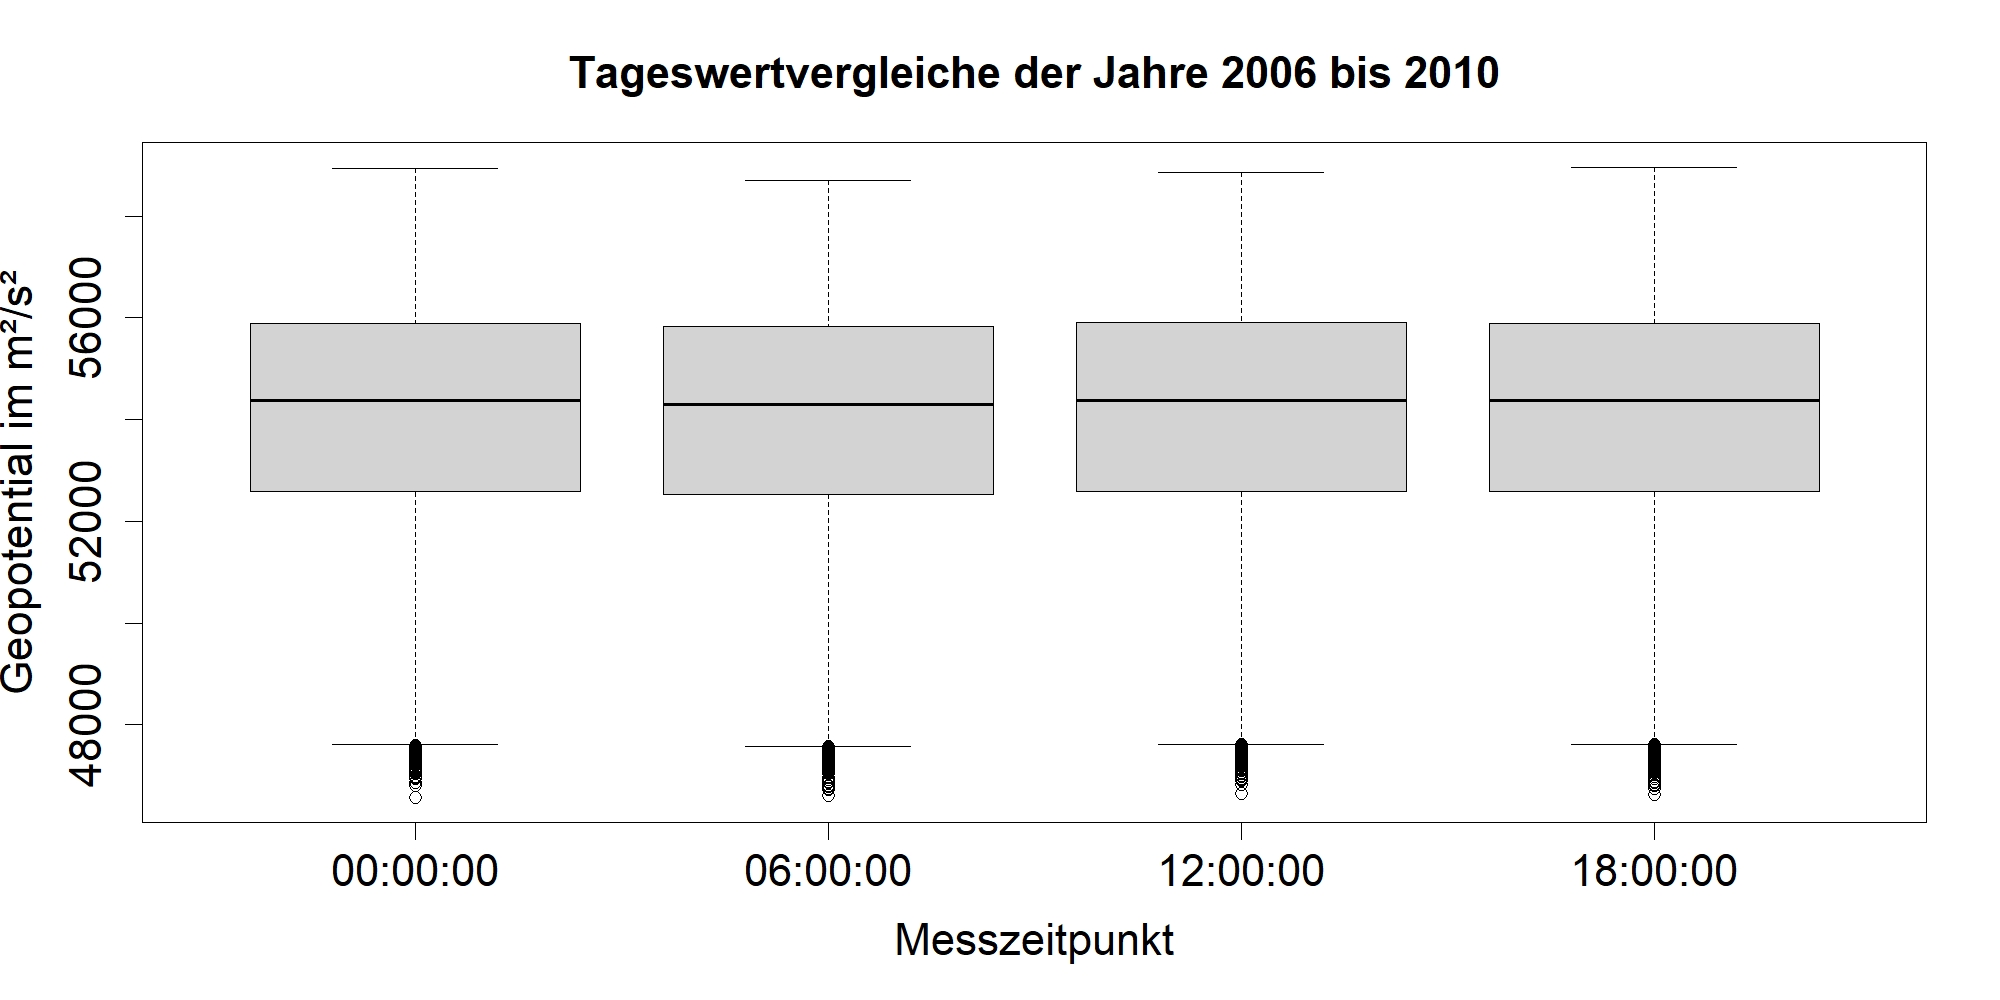 Tageswertvergleiche der Jahre 2006 bis 2010
Geopotential im m²/s²
56000
52000
48000
00:00:00 06:00:00 12:00:00 18:00:00
Messzeitpunkt